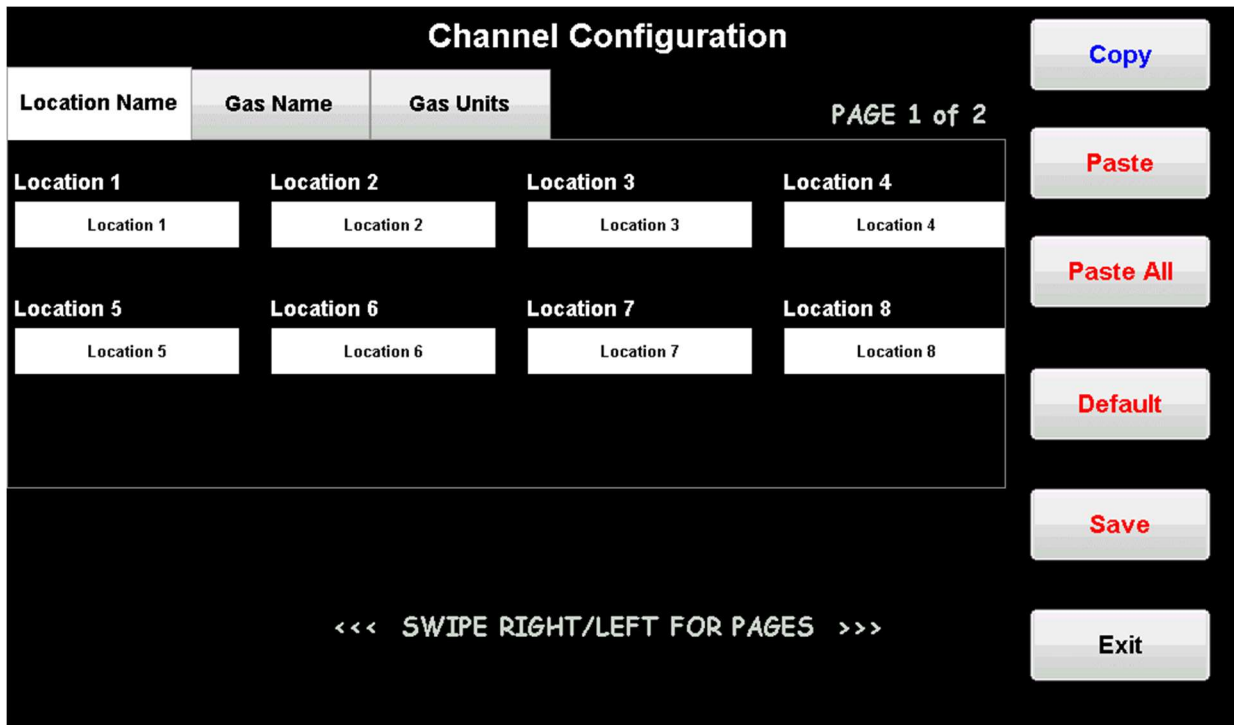 Channel Configuration
Copy
Location Name Gas Name Gas Units
PAGE 1 of 2
Paste
Location 1 Location 2 Location 3 Location 4
Location 1 Location 2 Location 3 Location 4
Paste All
Location 5 Location 6 Location 7 Location 8
Location 5 Location 6 Location 7 Location 8
Default
Save
<<< SWIPE RIGHT/LEFT FOR PAGES >>>
Exit